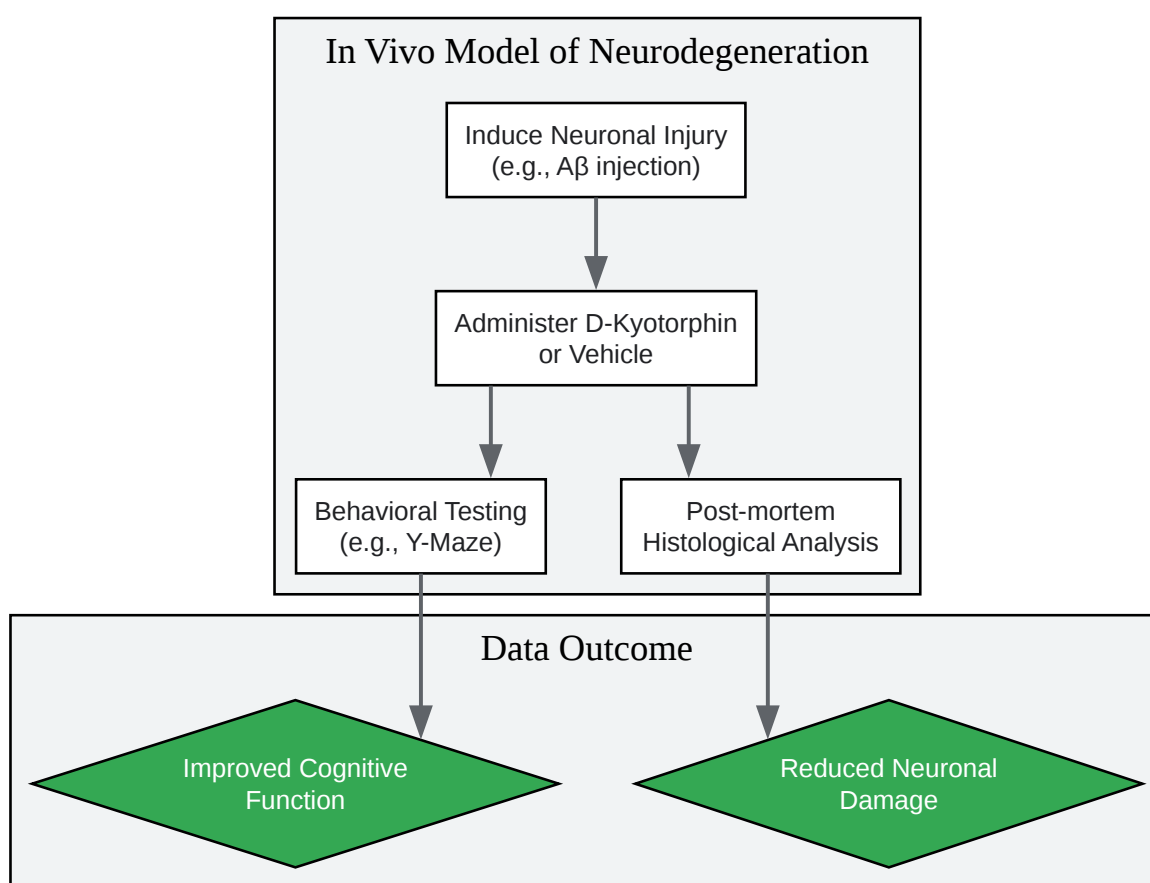 In Vivo Model of Neurodegeneration
Induce Neuronal Injury
(e.g., Aβ injection)
Administer D-Kyotorphin
or Vehicle
Behavioral Testing
(e.g., Y-Maze)
Post-mortem
Histological Analysis
Data Outcome
Improved Cognitive
Function
Reduced Neuronal
Damage